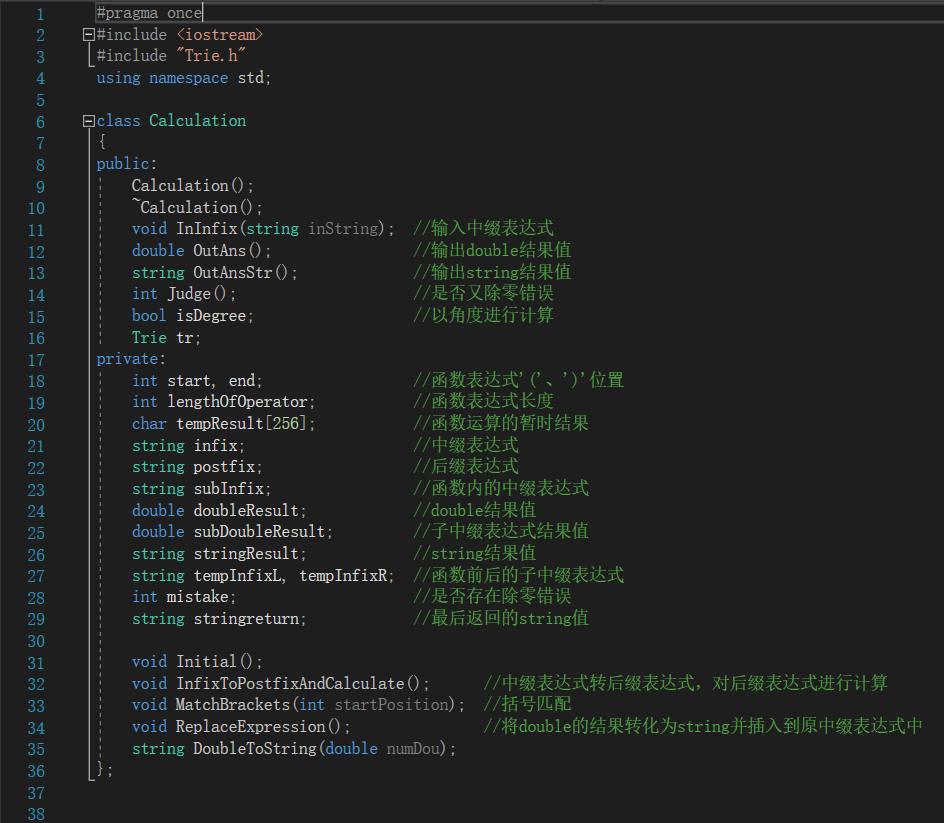 1 #pragma once
2 #include <iostream>
3 #include "Trie.h"
4 using namespace std;
5
6 class Calculation
7 {
8 public:
9 Calculation();
10 ~Calculation();
11 void InInfix(string inString); //输入中缀表达式
12 double OutAns(); //输出double结果值
13 string OutAnsStr(); //输出string结果值
14 int Judge(); //是否又除零错误
15 bool isDegree; //以角度进行计算
16 Trie tr;
17 private:
18 int start, end; //函数表达式'('、')'位置
19 int lengthOfOperator; //函数表达式长度
20 char tempResult[256]; //函数运算的暂时结果
21 string infix; //中缀表达式
22 string postfix; //后缀表达式
23 string subInfix; //函数内的中缀表达式
24 double doubleResult; //double结果值
25 double subDoubleResult; //子中缀表达式结果值
26 string stringResult; //string结果值
27 string tempInfixL, tempInfixR; //函数前后的子中缀表达式
28 int mistake; //是否存在除零错误
29 string stringreturn; //最后返回的string值
30
31 void Initial();
32 void InfixToPostfixAndCalculate(); //中缀表达式转后缀表达式，对后缀表达式进行计算
33 void MatchBrackets(int startPosition); //括号匹配
34 void ReplaceExpression(); //将double的结果转化为string并插入到原中缀表达式中
35 string DoubleToString(double numDou);
36 };
37
38